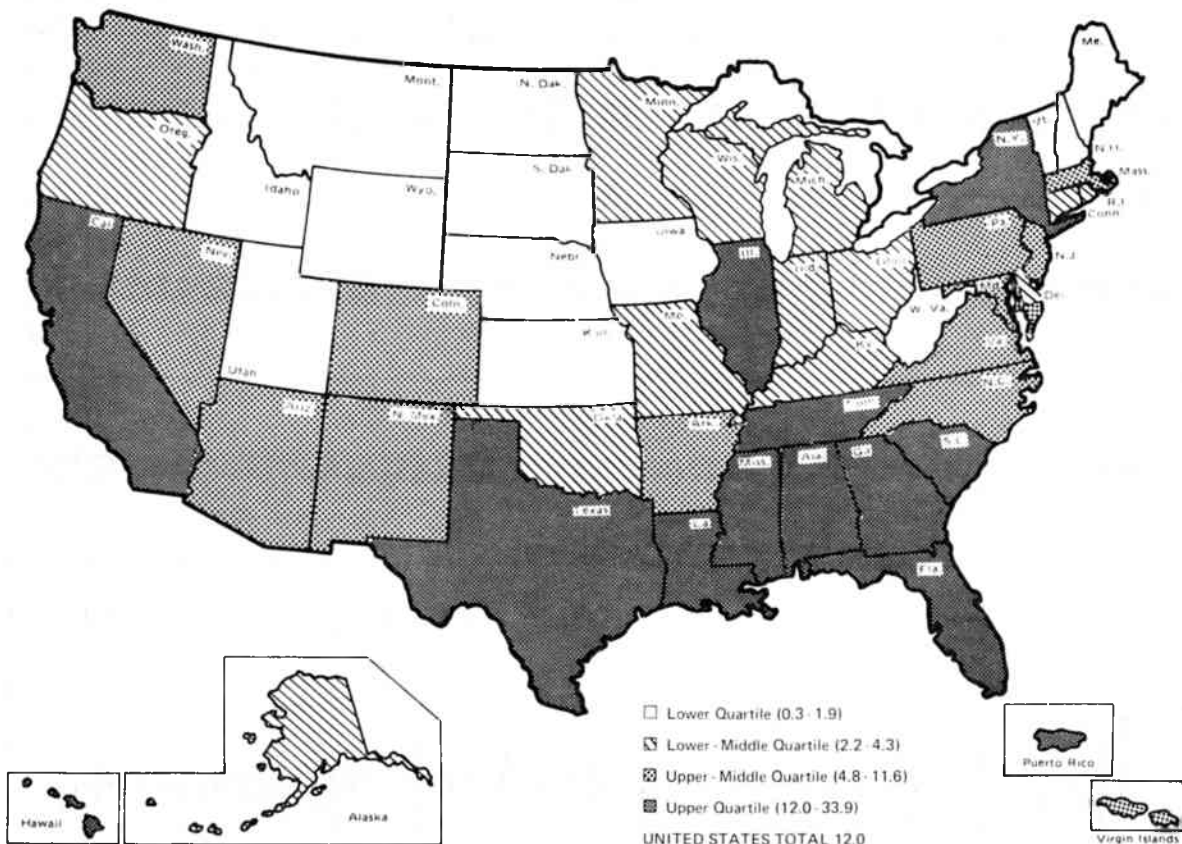 Wash.
Mont.
N. Dak.
Minn.
Me.
Oreg.
Idaho
Wyo.
S. Dak.
Wis.
Mich.
N.Y.
Vt.
N.H.
Mass.
R.I.
Conn.
Cal.
Nev.
Utah
Colo.
Nebr.
Iowa
Ill.
Ind.
Ohio
Pa.
N.J.
Md.
Del.
W. Va.
Va.
Kan.
Mo.
Ky.
N.C.
Ariz.
N. Mex.
Okla.
Ark.
Tenn.
S.C.
Texas
La.
Miss.
Ala.
Ga.
Fla.
Hawaii
Alaska
Lower Quartile (0.3 - 1.9)
Lower - Middle Quartile (2.2 - 4.3)
Upper - Middle Quartile (4.8 - 11.6)
Upper Quartile (12.0 - 33.9)
UNITED STATES TOTAL 12.0
Puerto Rico
Virgin Islands